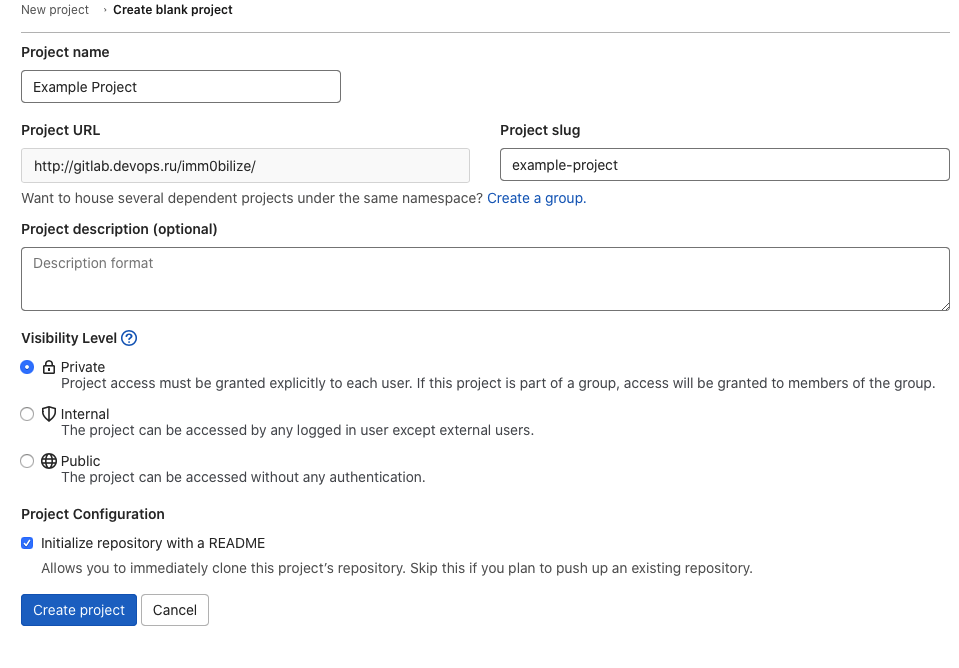 New project › Create blank project
Project name
Example Project
Project URL
Project slug
http://gitlab.devops.ru/imm0bilize/
example-project
Want to house several dependent projects under the same namespace? Create a group.
Project description (optional)
Description format
Visibility Level ?
Private
Project access must be granted explicitly to each user. If this project is part of a group, access will be granted to members of the group.
Internal
The project can be accessed by any logged in user except external users.
Public
The project can be accessed without any authentication.
Project Configuration
Initialize repository with a README
Allows you to immediately clone this project’s repository. Skip this if you plan to push up an existing repository.
Create project
Cancel